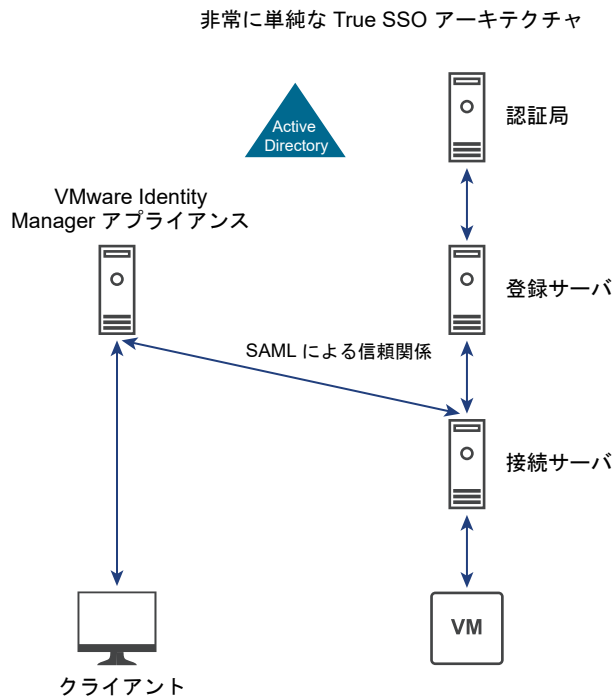 非常に単純な True SSO アーキテクチャ
Active
Directory
認証局
VMware Identity
Manager アプライアンス
登録サーバ
SAML による信頼関係
接続サーバ
VM
クライアント